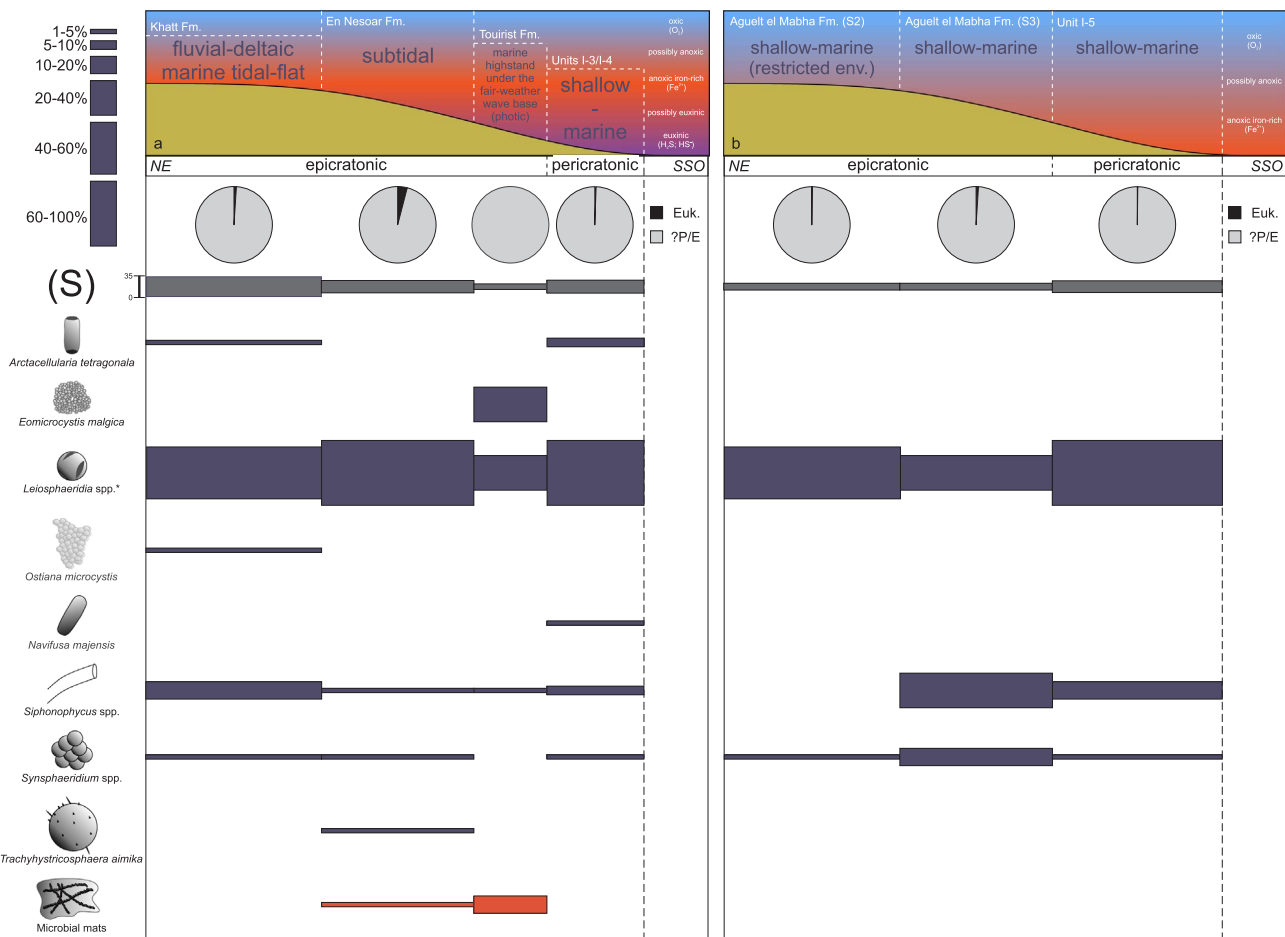 1-5%
5-10%
10-20%
20-40%
40-60%
60-100%
Khatt Fm.
fluvial-deltaic
marine tidal-flat
En Nesoar Fm.
subtidal
Touirist Fm.
marine
highstand
under the
fair-weather
wave base
(photic)
Units I-3/I-4
shallow
-
marine
oxic
(O₂)
possibly anoxic
anoxic iron-rich
(Fe²⁺)
possibly euxinic
euxinic
(H₂S; HS⁻)
a
NE
epicratonic
pericratonic
SSO
Euk.
?P/E
Aguelt el Mabha Fm. (S2)
shallow-marine
(restricted env.)
Aguelt el Mabha Fm. (S3)
shallow-marine
Unit I-5
shallow-marine
oxic
(O₂)
possibly anoxic
anoxic iron-rich
(Fe²⁺)
b
NE
epicratonic
pericratonic
SSO
Euk.
?P/E
(S)
35
0
Arctacellularia tetragonala
Eomicrocystis malgica
Leiosphaeridia spp.*
Ostiana microcystis
Navifusa majensis
Siphonophycus spp.
Synsphaeridium spp.
Trachyhystricosphaera aimika
Microbial mats